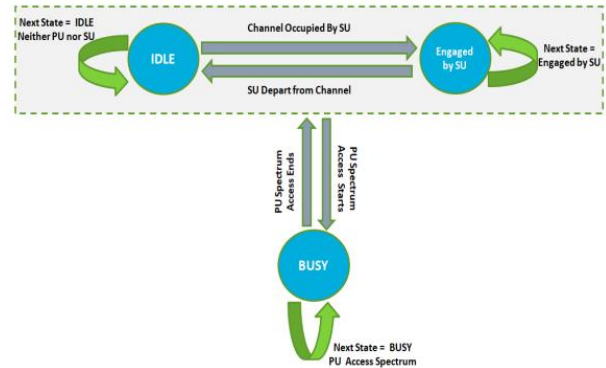 Next State = IDLE
Neither PU nor SU
IDLE
Channel Occupied By SU
SU Depart from Channel
Engaged
by SU
Next State =
Engaged by SU
PU Spectrum
Access Ends
PU Spectrum
Access Starts
BUSY
Next State = BUSY
PU Access Spectrum